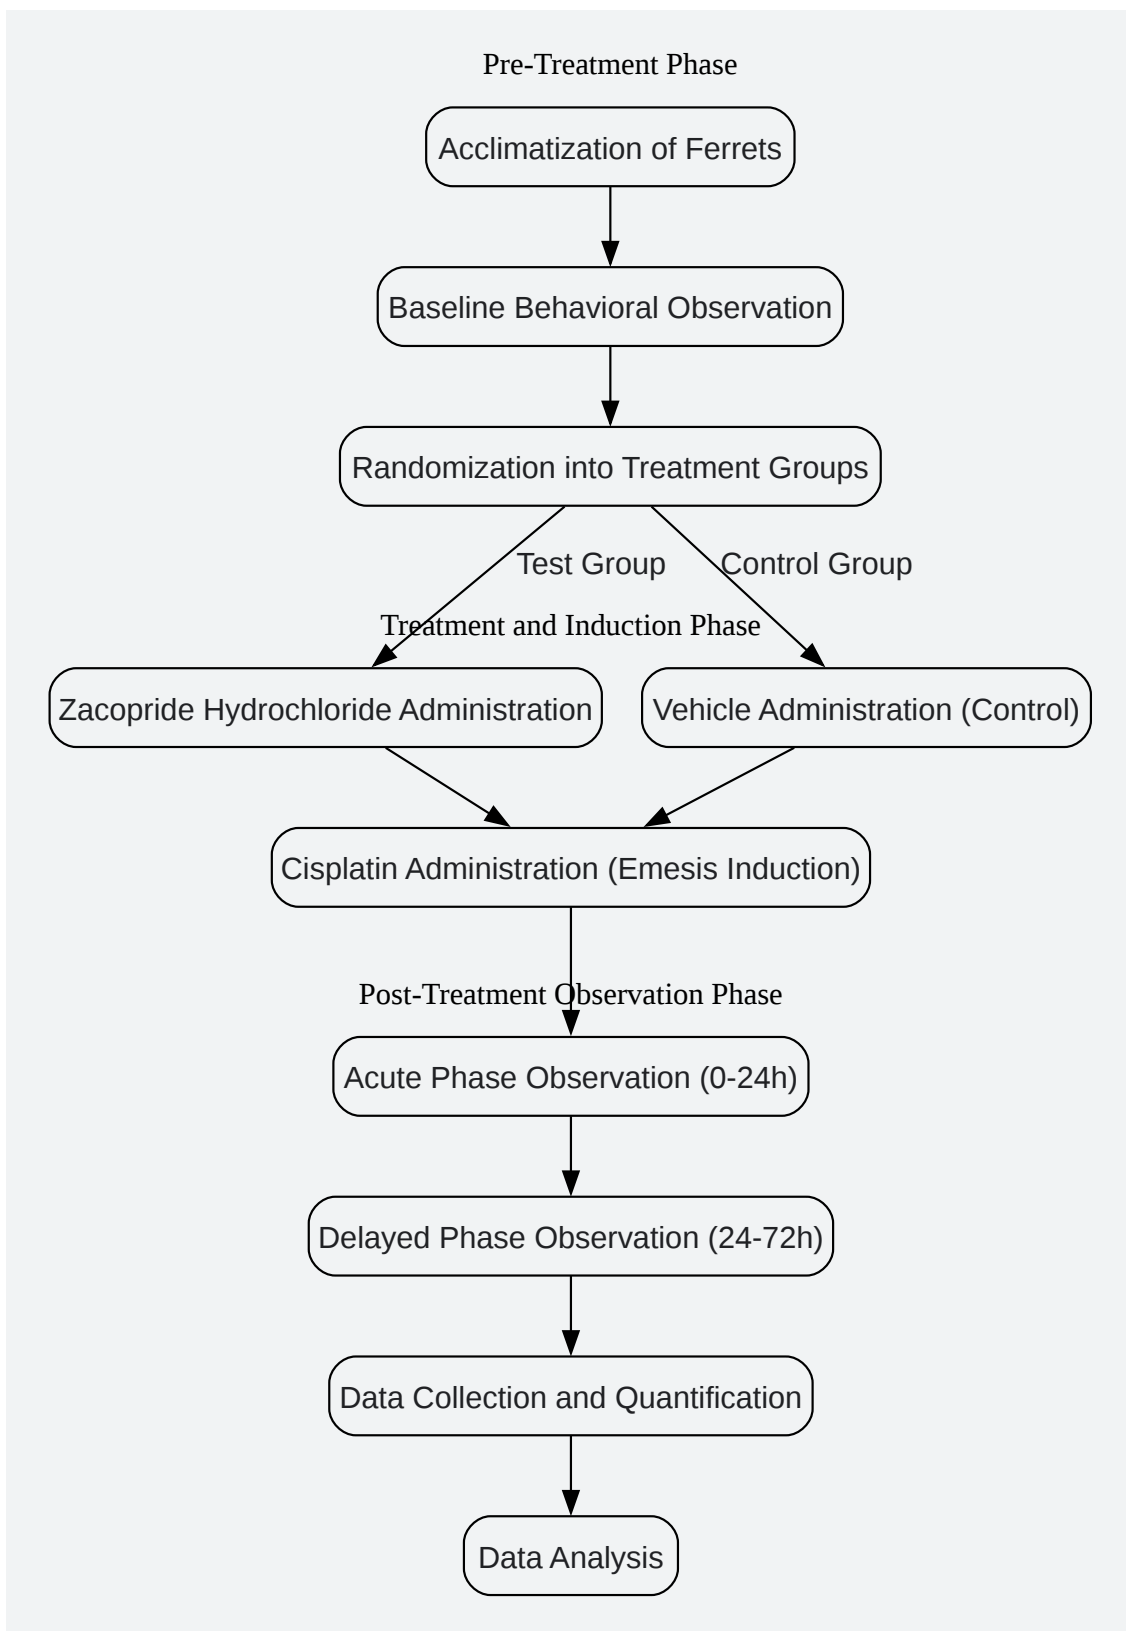 Pre-Treatment Phase
Acclimatization of Ferrets
Baseline Behavioral Observation
Randomization into Treatment Groups
Test Group
Control Group
Treatment and Induction Phase
Zacopride Hydrochloride Administration
Vehicle Administration (Control)
Cisplatin Administration (Emesis Induction)
Post-Treatment Observation Phase
Acute Phase Observation (0-24h)
Delayed Phase Observation (24-72h)
Data Collection and Quantification
Data Analysis